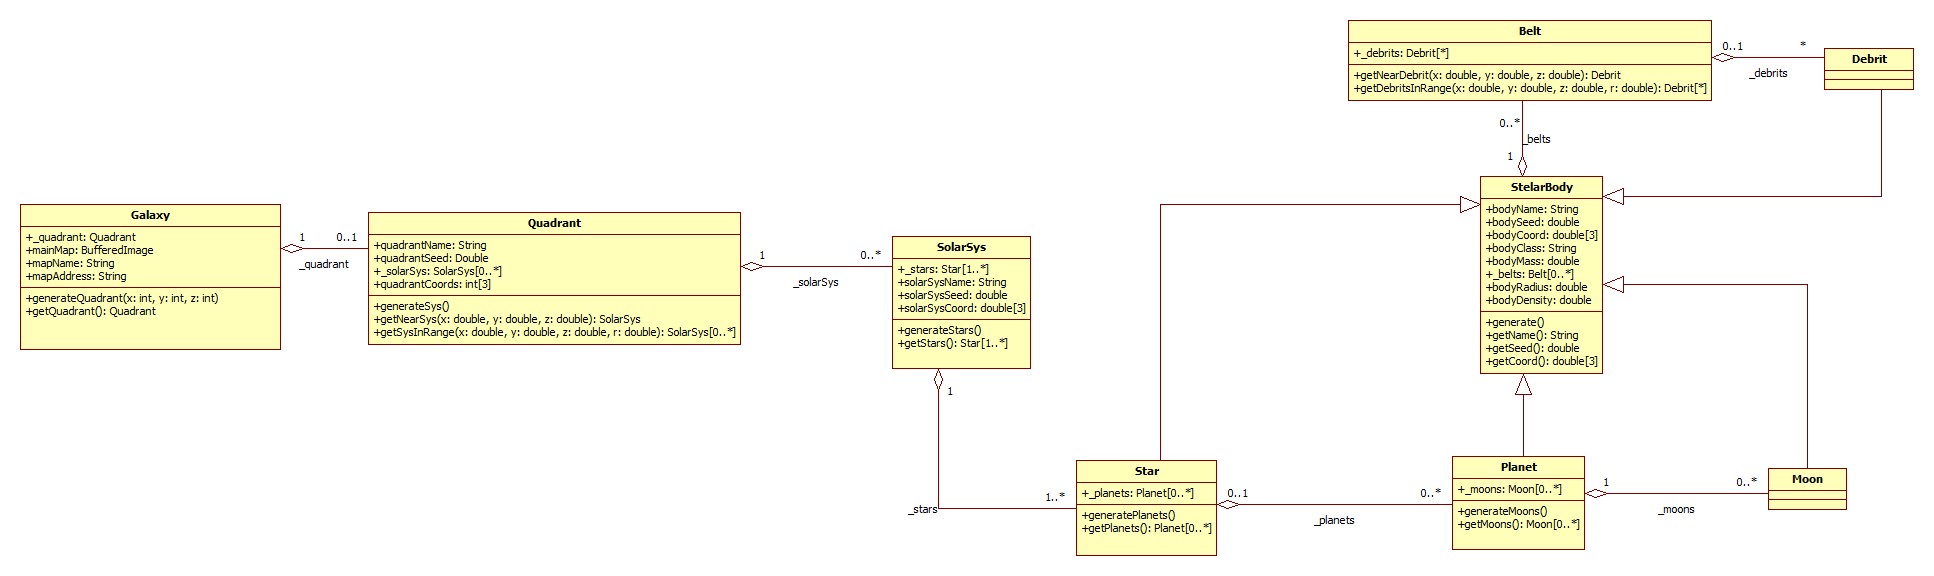 Belt
+_debrits: Debrit[*]
+getNearDebrit(x: double, y: double, z: double): Debrit
+getDebritsInRange(x: double, y: double, z: double, r: double): Debrit[*]
0..1
*
_debrits
Debrit
0..*
_belts
1
StelarBody
+bodyName: String
+bodySeed: double
+bodyCoord: double[3]
+bodyClass: String
+bodyMass: double
+_belts: Belt[0..*]
+bodyRadius: double
+bodyDensity: double
+generate()
+getName(): String
+getSeed(): double
+getCoord(): double[3]
Galaxy
+_quadrant: Quadrant
+mainMap: BufferedImage
+mapName: String
+mapAddress: String
+generateQuadrant(x: int, y: int, z: int)
+getQuadrant(): Quadrant
1
0..1
_quadrant
Quadrant
+quadrantName: String
+quadrantSeed: Double
+_solarSys: SolarSys[0..*]
+quadrantCoords: int[3]
+generateSys()
+getNearSys(x: double, y: double, z: double): SolarSys
+getSysInRange(x: double, y: double, z: double, r: double): SolarSys[0..*]
1
0..*
_solarSys
SolarSys
+_stars: Star[1..*]
+solarSysName: String
+solarSysSeed: double
+solarSysCoord: double[3]
+generateStars()
+getStars(): Star[1..*]
1
1..*
_stars
Star
+_planets: Planet[0..*]
+generatePlanets()
+getPlanets(): Planet[0..*]
0..1
0..*
_planets
Planet
+_moons: Moon[0..*]
+generateMoons()
+getMoons(): Moon[0..*]
1
0..*
_moons
Moon